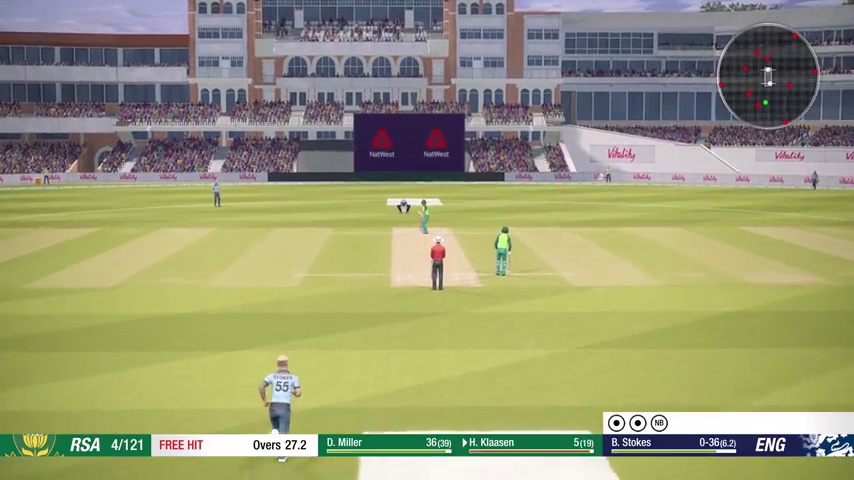 NatWest NatWest
Vitality
Vitality
Vitality
55
NB
RSA 4/121 FREE HIT Overs 27.2 D. Miller 36(39) H. Klaasen 5(19) B. Stokes 0-36(6.2) ENG